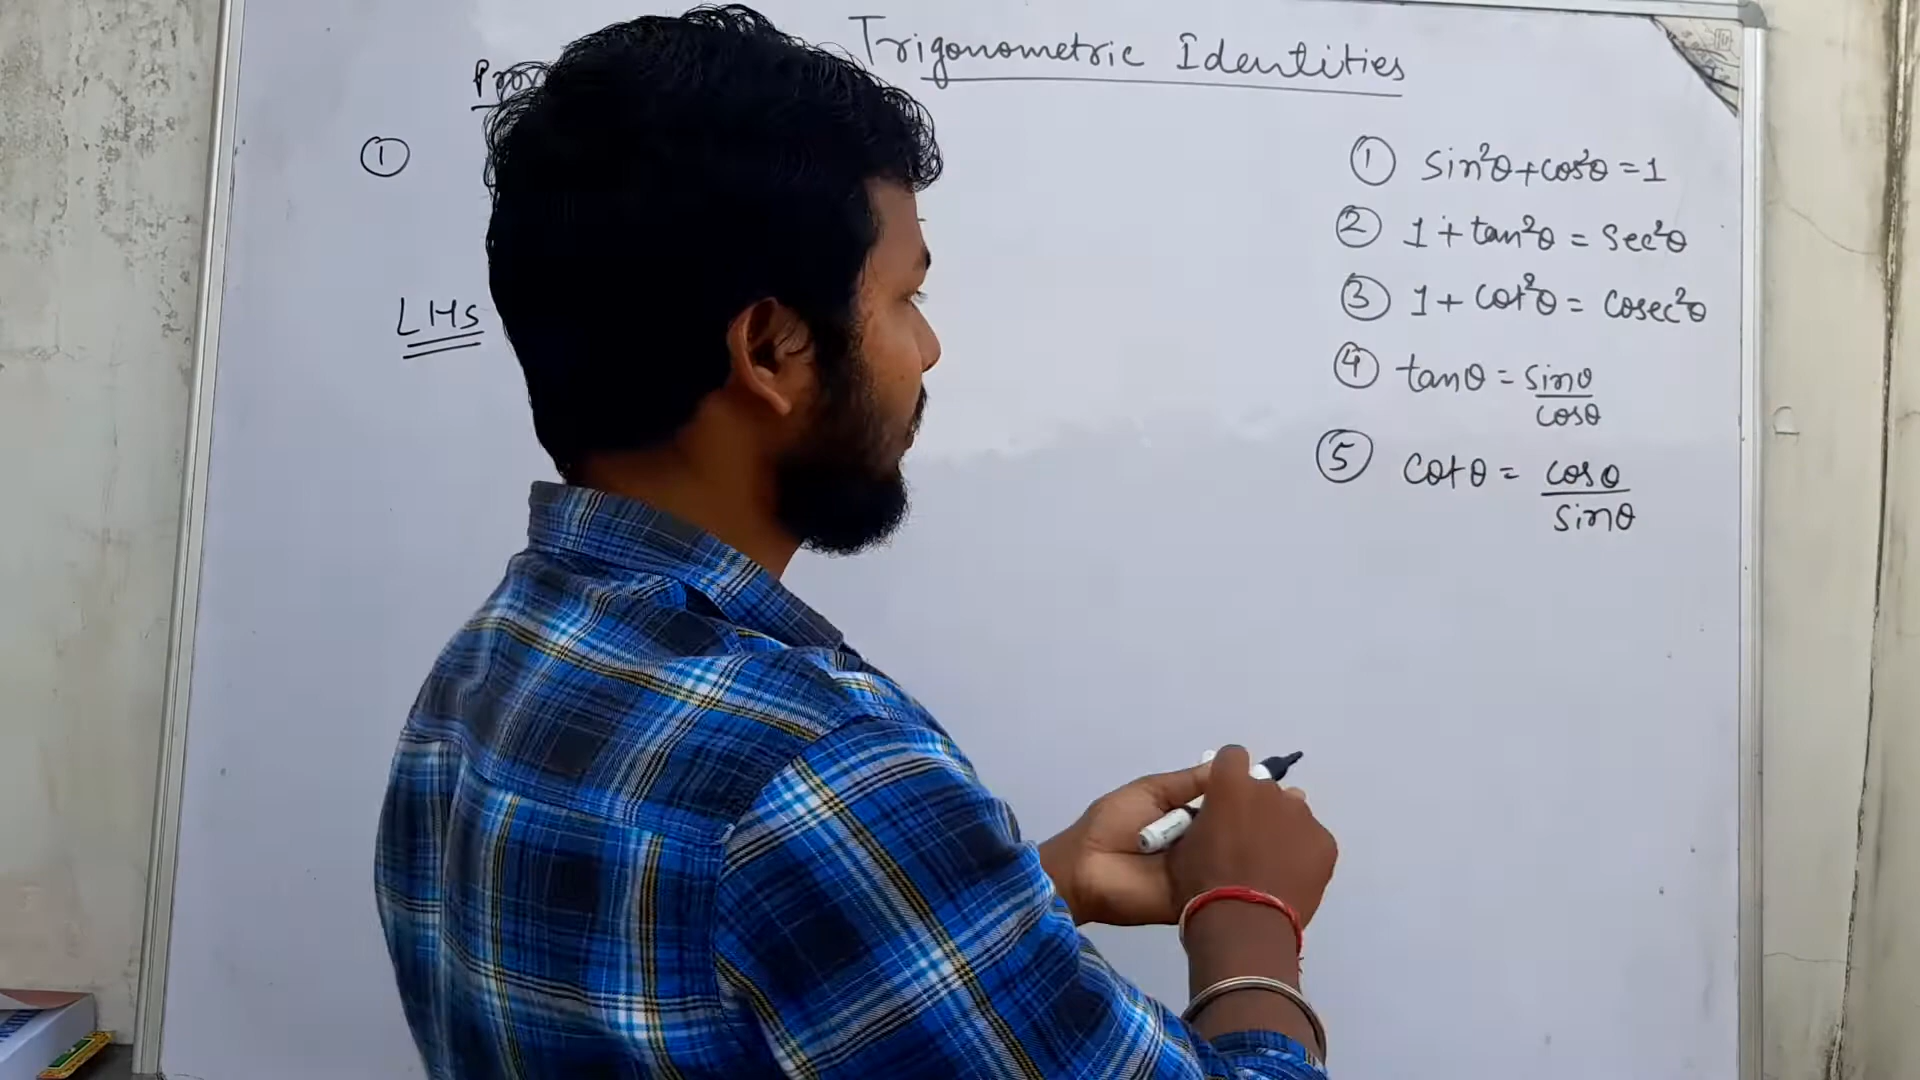 Trigonometric Identities
①
① sin²θ+cos²θ=1
② 1+tan²θ = sec²θ
③ 1+cot²θ = cosec²θ
④ tanθ = sinθ/cosθ
⑤ cotθ = cosθ/sinθ
LHS